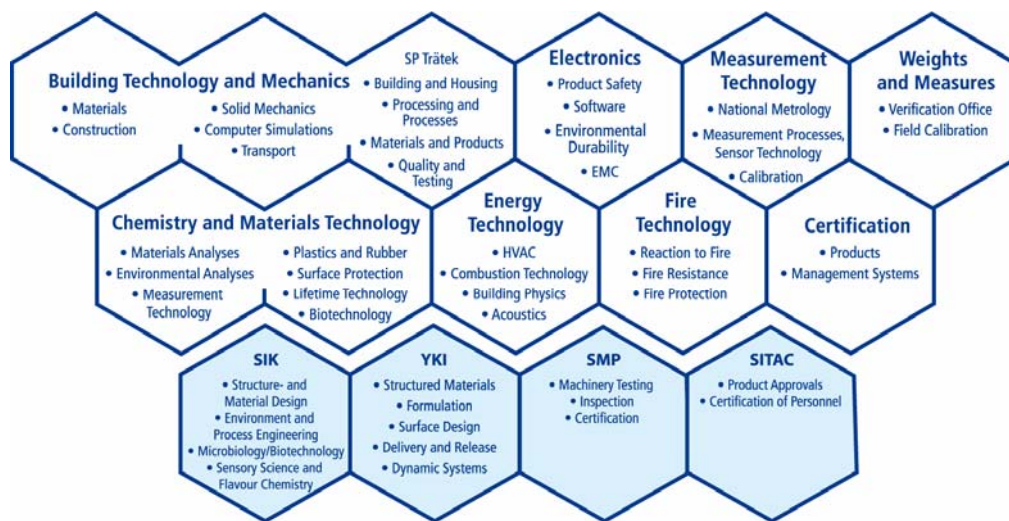 Building Technology and Mechanics
• Materials
• Construction
• Solid Mechanics
• Computer Simulations
• Transport
SP Trätek
• Building and Housing
• Processing and
Processes
• Materials and Products
• Quality and
Testing
Electronics
• Product Safety
• Software
• Environmental
Durability
• EMC
Measurement
Technology
• National Metrology
• Measurement Processes,
Sensor Technology
• Calibration
Weights
and Measures
• Verification Office
• Field Calibration
Chemistry and Materials Technology
• Materials Analyses
• Environmental Analyses
• Measurement
Technology
• Plastics and Rubber
• Surface Protection
• Lifetime Technology
• Biotechnology
Energy
Technology
• HVAC
• Combustion Technology
• Building Physics
• Acoustics
Fire
Technology
• Reaction to Fire
• Fire Resistance
• Fire Protection
Certification
• Products
• Management Systems
SIK
• Structure- and
Material Design
• Environment and
Process Engineering
• Microbiology/Biotechnology
• Sensory Science and
Flavour Chemistry
YKI
• Structured Materials
• Formulation
• Surface Design
• Delivery and Release
• Dynamic Systems
SMP
• Machinery Testing
• Inspection
• Certification
SITAC
• Product Approvals
• Certification of Personnel